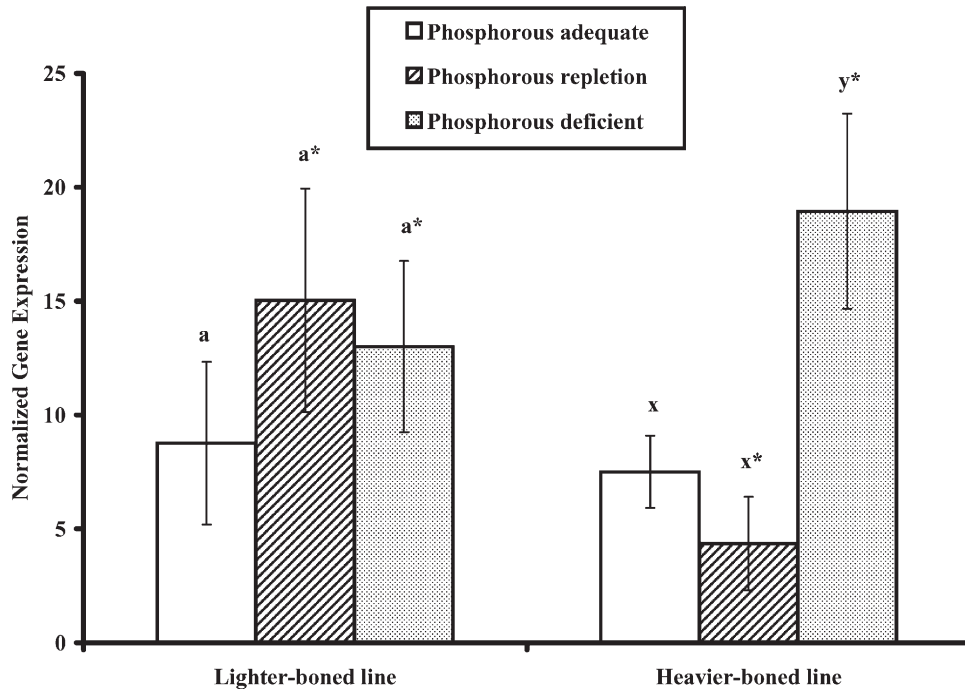 Phosphorous adequate
Phosphorous repletion
Phosphorous deficient
Normalized Gene Expression
25
20
15
10
5
0
a
a*
a*
x
x*
y*
Lighter-boned line
Heavier-boned line